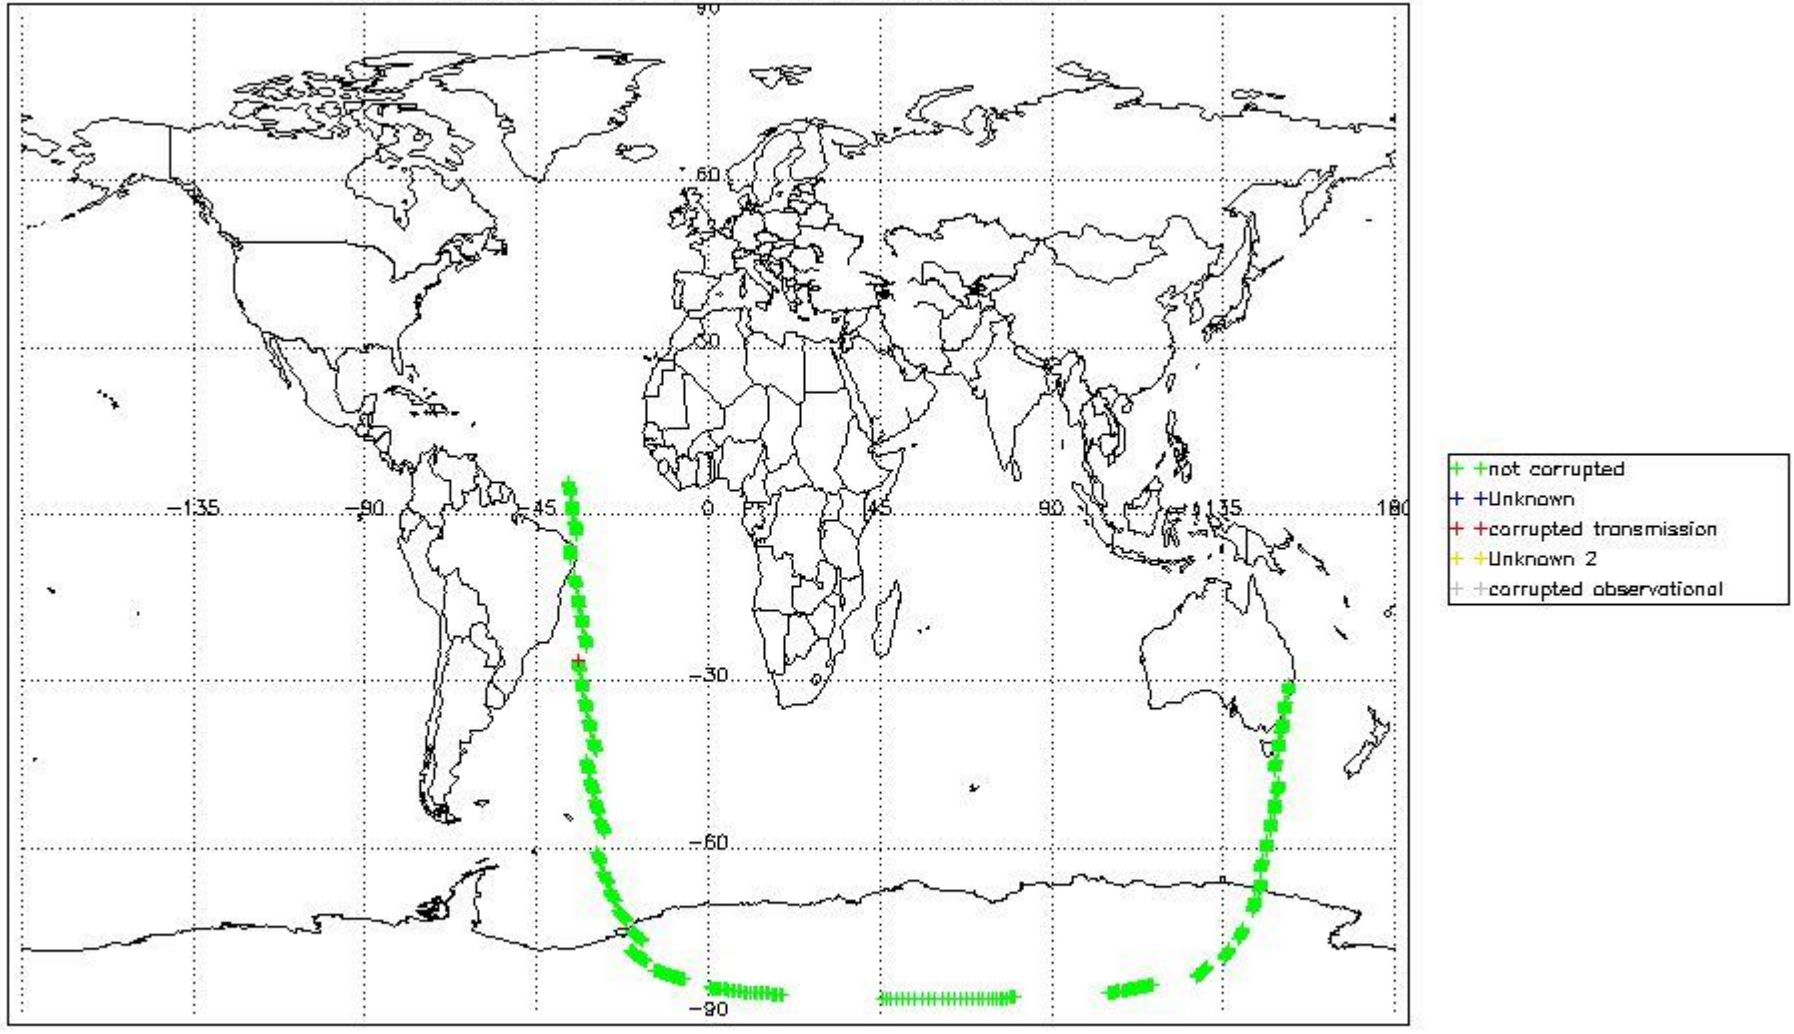 90
60
30
-135
-90
-45
0
45
90
135
180
-30
-60
-90
not corrupted
Unknown
corrupted transmission
Unknown 2
corrupted observational